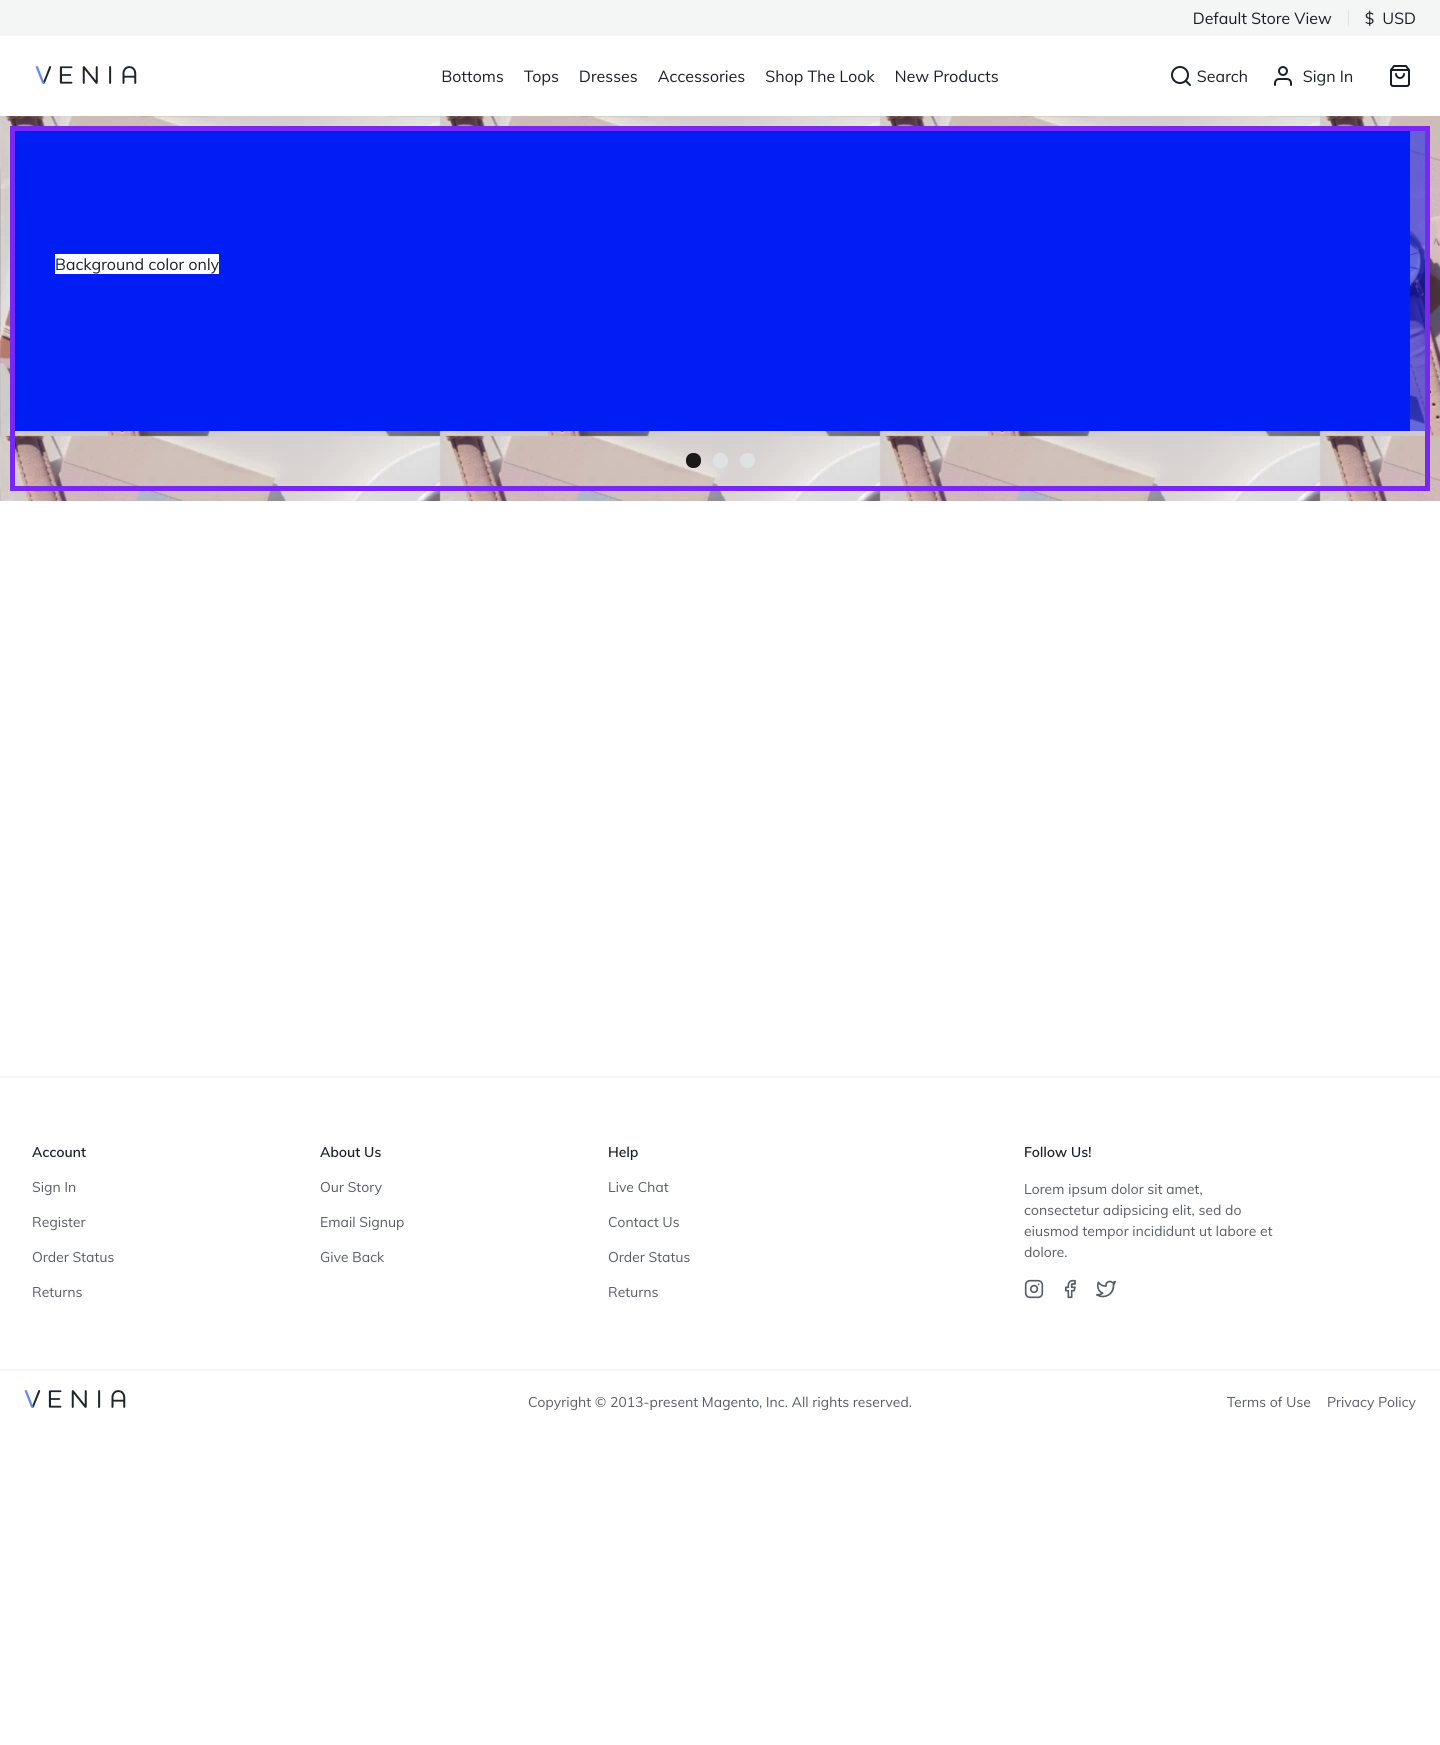 Default Store View
$ USD
VENIA
Bottoms Tops Dresses Accessories Shop The Look New Products
Search
Sign In
Background color only
Account
Sign In
Register
Order Status
Returns
About Us
Our Story
Email Signup
Give Back
Help
Live Chat
Contact Us
Order Status
Returns
Follow Us!
Lorem ipsum dolor sit amet,
consectetur adipsicing elit, sed do
eiusmod tempor incididunt ut labore et
dolore.
VENIA
Copyright © 2013-present Magento, Inc. All rights reserved.
Terms of Use Privacy Policy